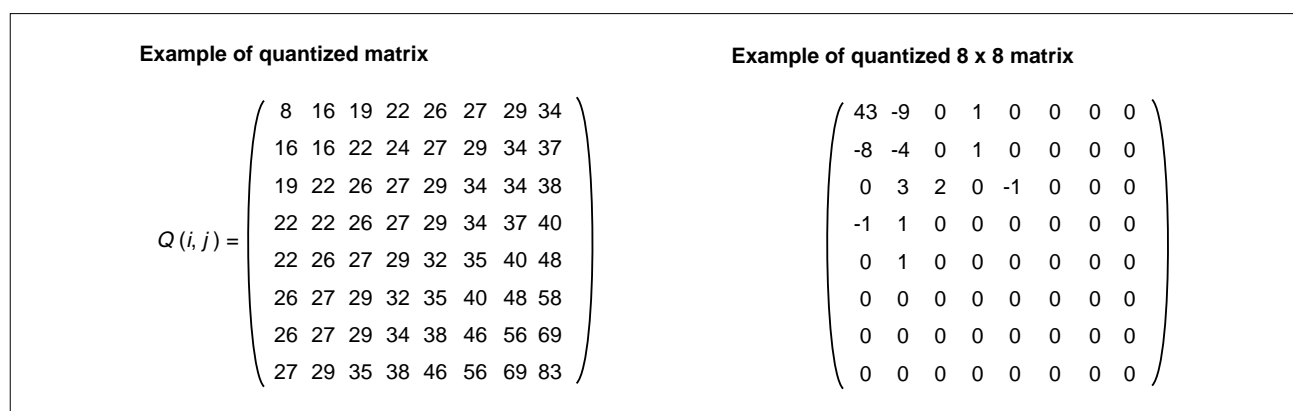 Example of quantized matrix
8 16 19 22 26 27 29 34
16 16 22 24 27 29 34 37
19 22 26 27 29 34 34 38
Q (i, j ) =
22 22 26 27 29 34 37 40
22 26 27 29 32 35 40 48
26 27 29 32 35 40 48 58
26 27 29 34 38 46 56 69
27 29 35 38 46 56 69 83
Example of quantized 8 x 8 matrix
43 -9 0 1 0 0 0 0
-8 -4 0 1 0 0 0 0
0 3 2 0 -1 0 0 0
-1 1 0 0 0 0 0 0
0 1 0 0 0 0 0 0
0 0 0 0 0 0 0 0
0 0 0 0 0 0 0 0
0 0 0 0 0 0 0 0